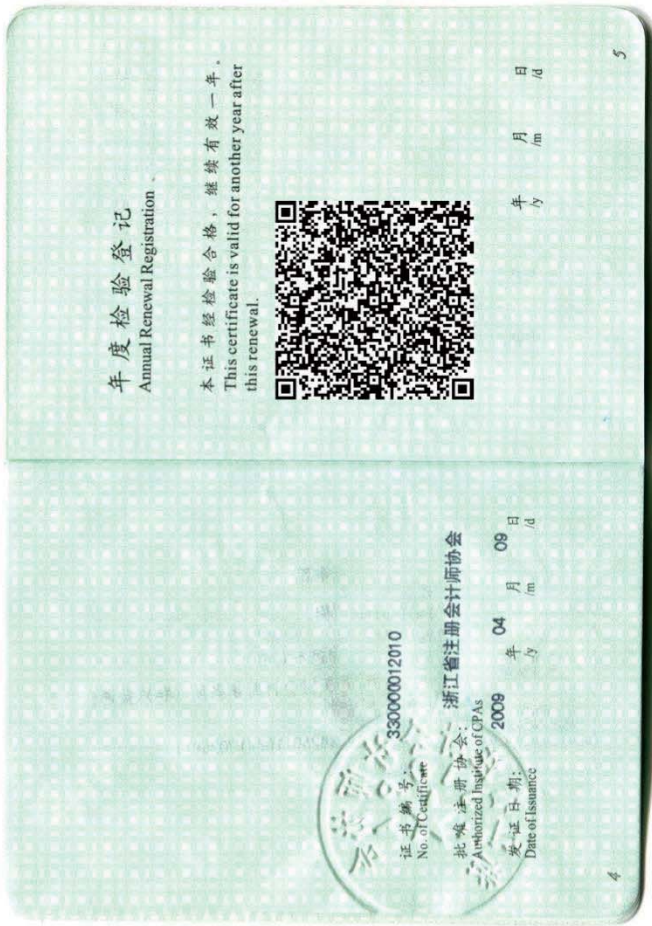 证书编号: 330000012010
No. of Certificate
批准注册协会: 浙江省注册会计师协会
Authorized Institute of CPAs
发证日期: 2009 年 04 月 09 日
Date of Issuance /y /m /d
4
年度检验登记
Annual Renewal Registration
本证书经检验合格，继续有效一年。
This certificate is valid for another year after
this renewal.
年 月 日
/y /m /d
5